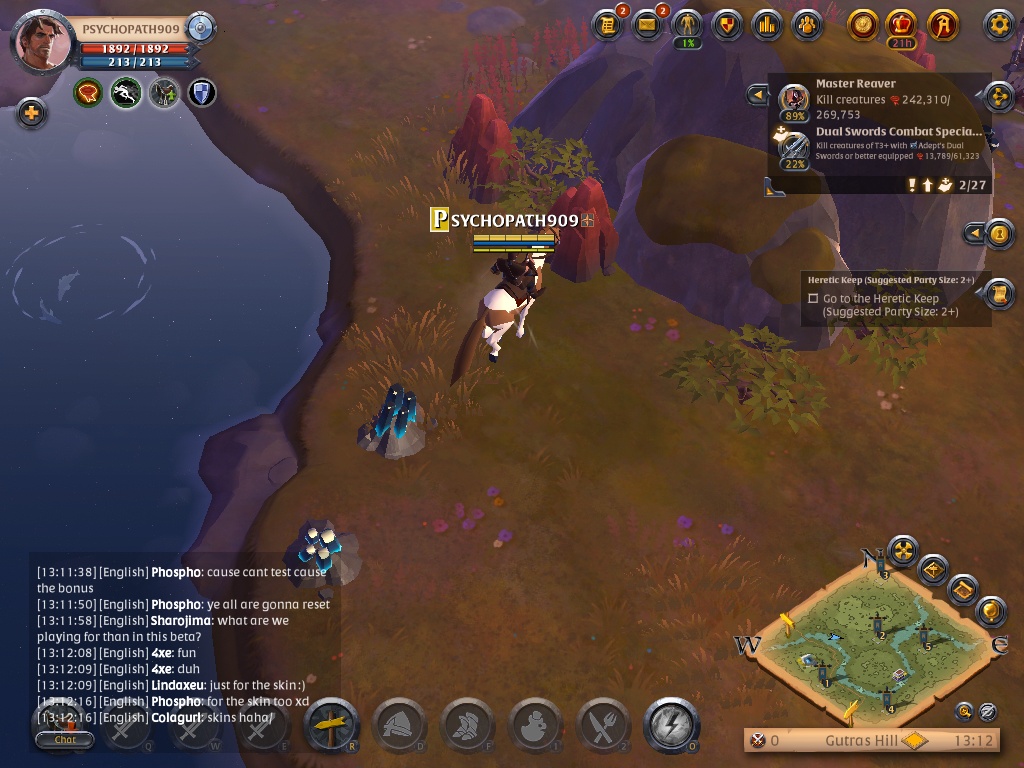 PSYCHOPATH909
1892 / 1892
213 / 213
2
2
1%
21h
Master Reaver
Kill creatures 242,310/
269,753
89%
Dual Swords Combat Specia...
Kill creatures of T3+ with Adept's Dual
Swords or better equipped 13,789/61,323
22%
2/27
PSYCHOPATH909
Heretic Keep (Suggested Party Size: 2+)
Go to the Heretic Keep
(Suggested Party Size: 2+)
[13:11:38] [English] Phospho: cause cant test cause
the bonus
[13:11:50] [English] Phospho: ye all are gonna reset
[13:11:58] [English] Sharojima: what are we
playing for than in this beta?
[13:12:08] [English] 4xe: fun
[13:12:09] [English] 4xe: duh
[13:12:09] [English] Lindaxeu: just for the skin:)
[13:12:16] [English] Phospho: for the skin too xd
[13:12:16] [English] Colagurl: skins haha/
Chat
Q
W
E
R
D
F
1
2
O
N
W
E
3
2
5
1
4
0
Gutras Hill
13:12